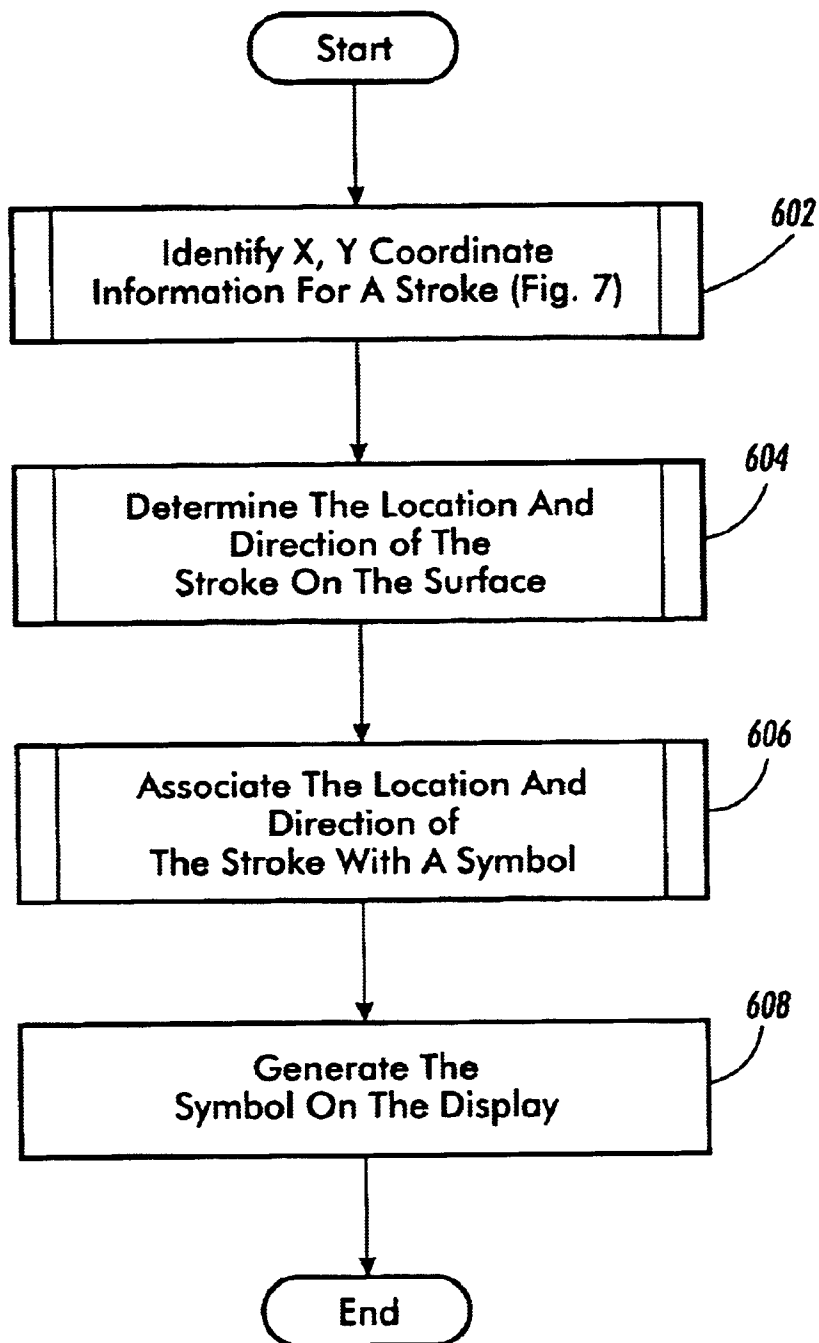 Start
602
Identify X, Y Coordinate
Information For A Stroke (Fig. 7)
604
Determine The Location And
Direction of The
Stroke On The Surface
606
Associate The Location And
Direction of
The Stroke With A Symbol
608
Generate The
Symbol On The Display
End